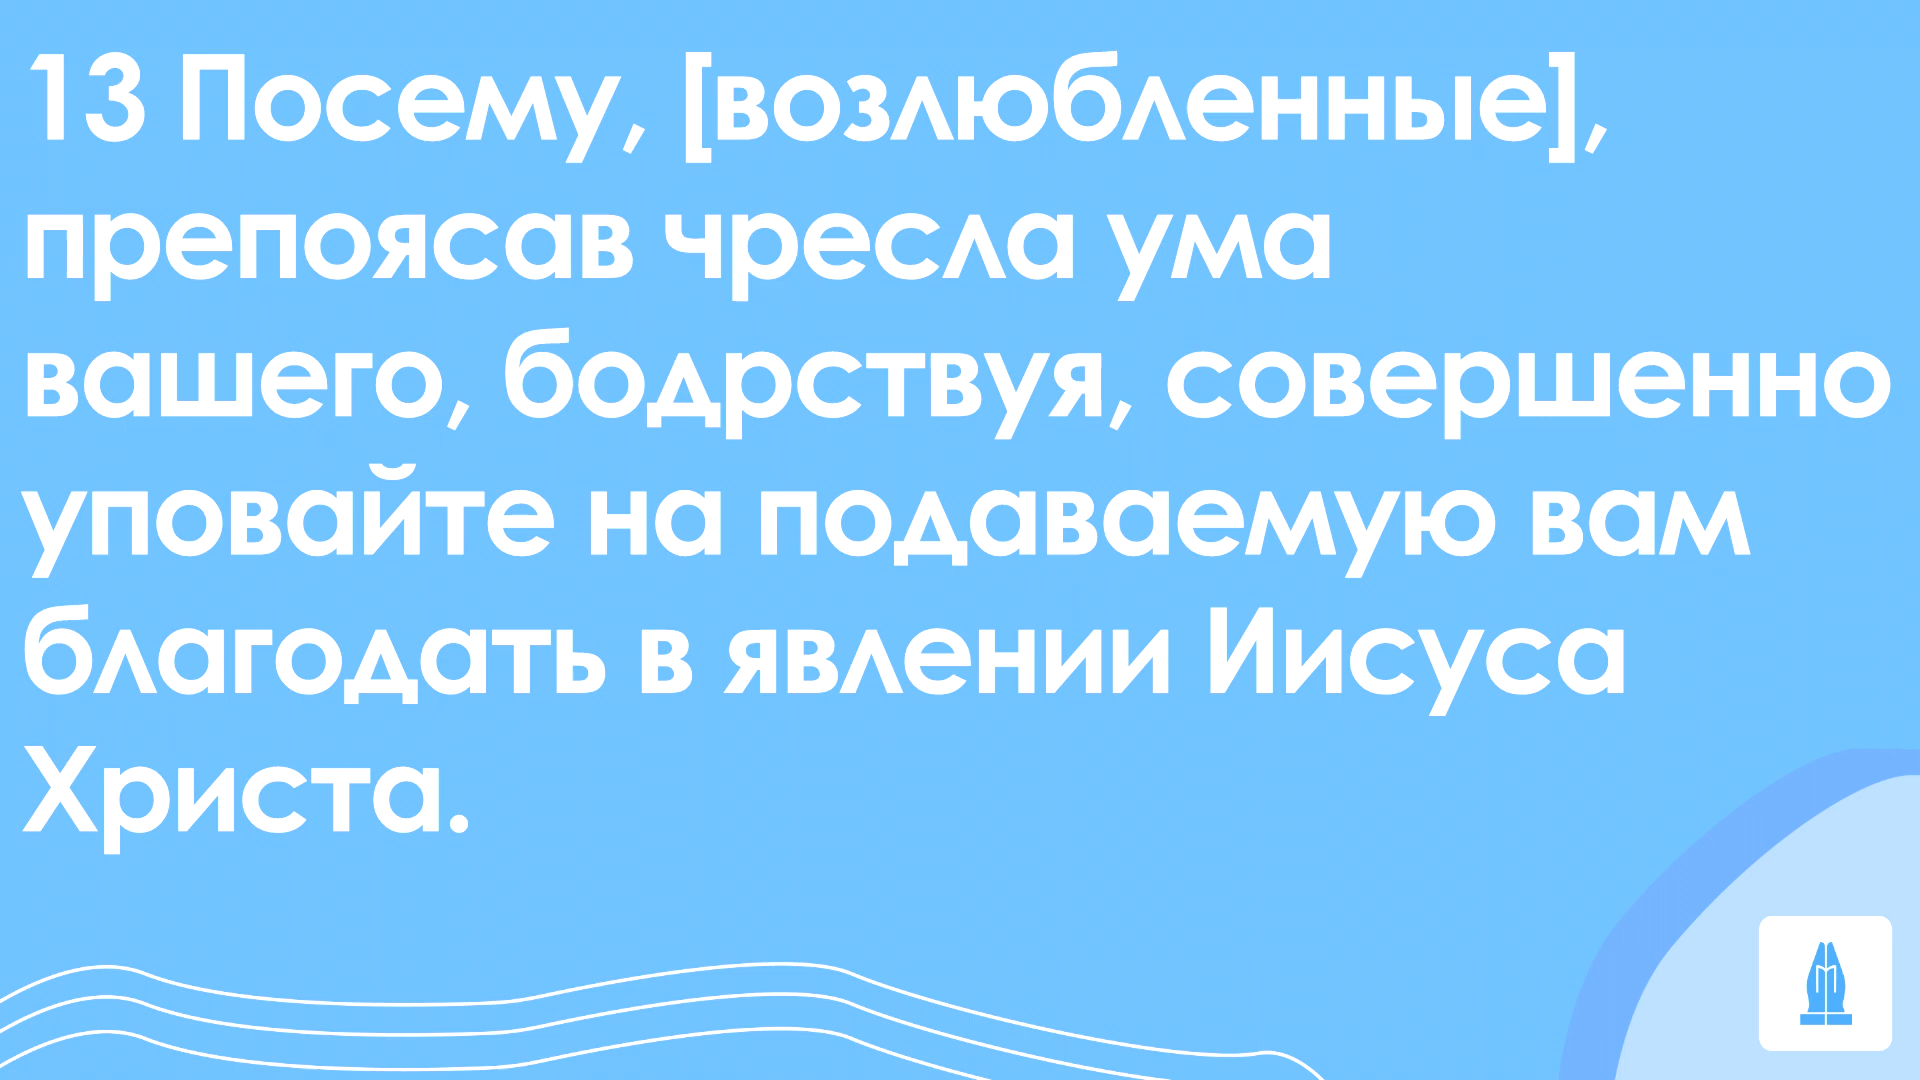 13 Посему, [возлюбленные],
препоясав чресла ума
вашего, бодрствуя, совершенно
уповайте на подаваемую вам
благодать в явлении Иисуса
Христа.